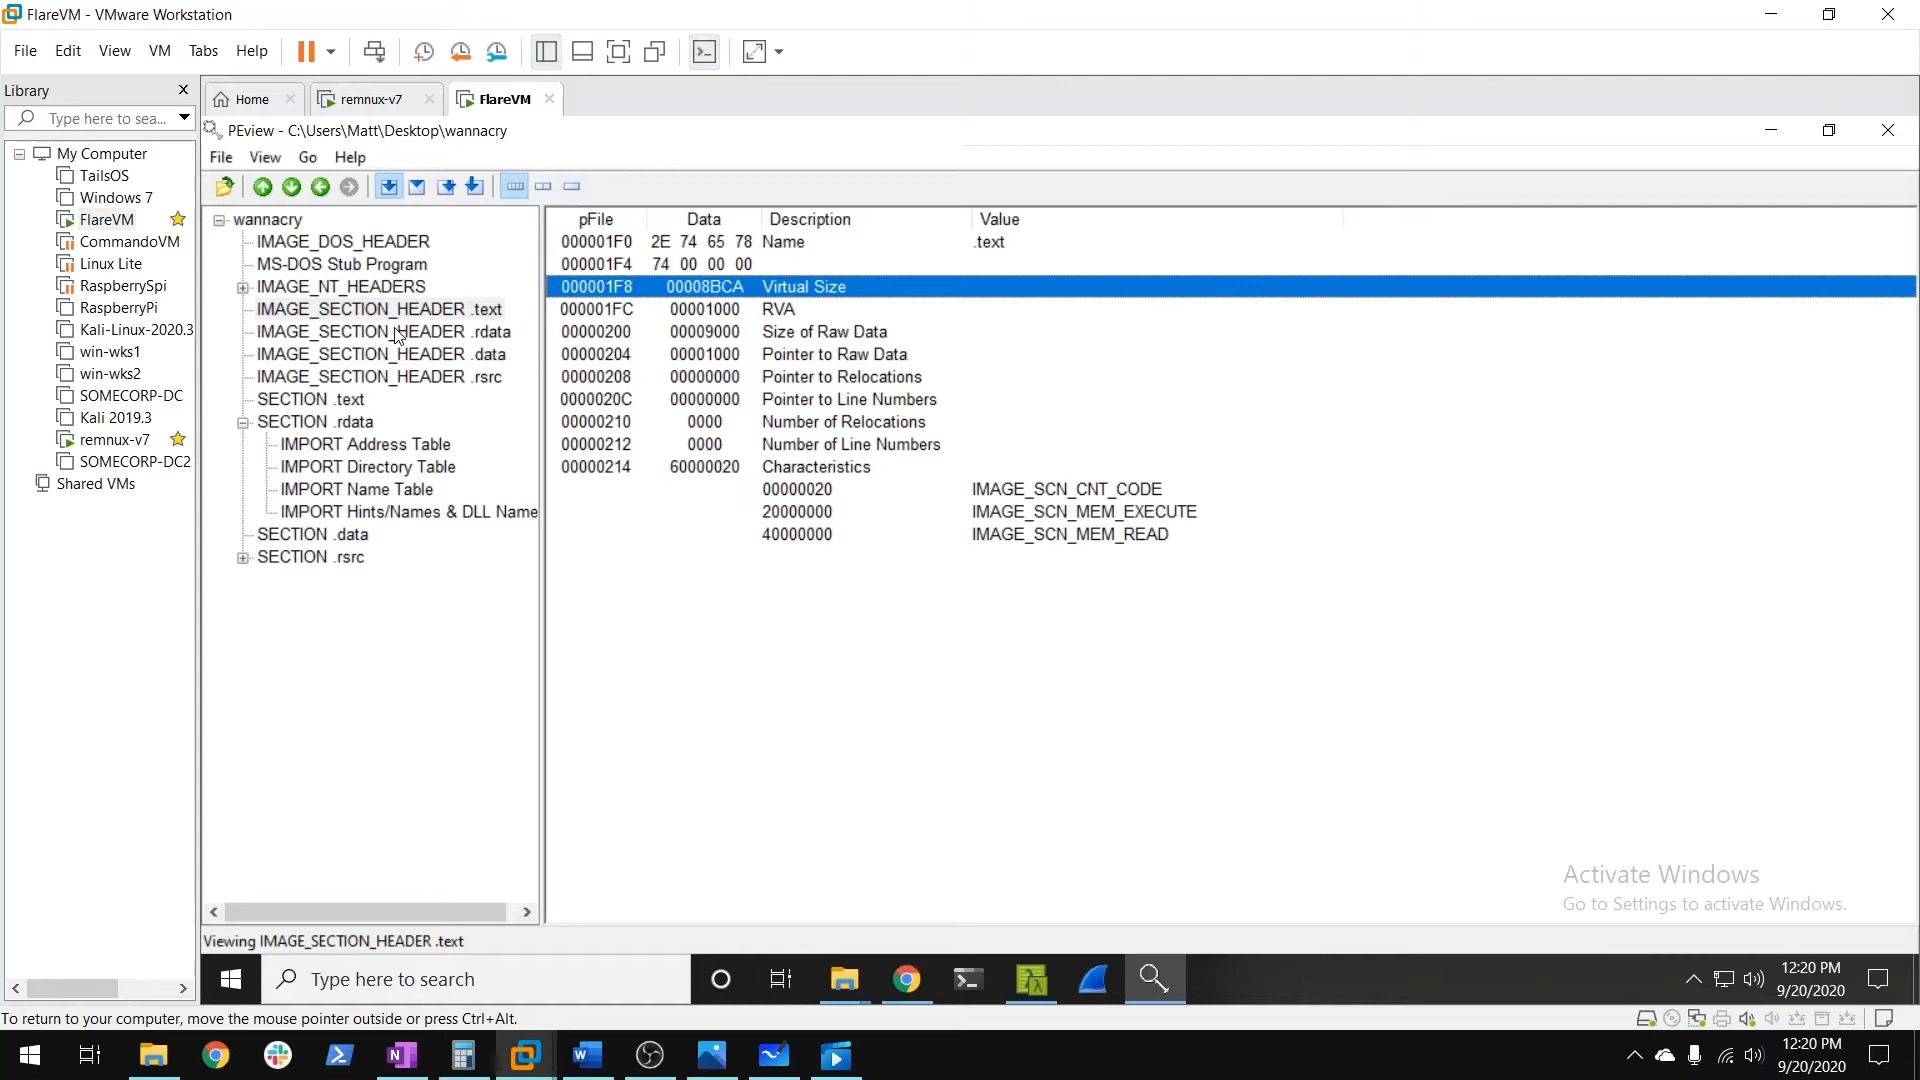 FlareVM - VMware Workstation
File Edit View VM Tabs Help
Library
Type here to sea...
My Computer
TailsOS
Windows 7
FlareVM
CommandoVM
Linux Lite
RaspberrySpi
RaspberryPi
Kali-Linux-2020.3
win-wks1
win-wks2
SOMECORP-DC
Kali 2019.3
remnux-v7
SOMECORP-DC2
Shared VMs
Home remnux-v7 FlareVM
PEview - C:\Users\Matt\Desktop\wannacry
File View Go Help
wannacry
IMAGE_DOS_HEADER
MS-DOS Stub Program
IMAGE_NT_HEADERS
IMAGE_SECTION_HEADER .text
IMAGE_SECTION_HEADER .rdata
IMAGE_SECTION_HEADER .data
IMAGE_SECTION_HEADER .rsrc
SECTION .text
SECTION .rdata
IMPORT Address Table
IMPORT Directory Table
IMPORT Name Table
IMPORT Hints/Names & DLL Name
SECTION .data
SECTION .rsrc
pFile Data Description Value
000001F0 2E 74 65 78 Name .text
000001F4 74 00 00 00
000001F8 00008BCA Virtual Size
000001FC 00001000 RVA
00000200 00009000 Size of Raw Data
00000204 00001000 Pointer to Raw Data
00000208 00000000 Pointer to Relocations
0000020C 00000000 Pointer to Line Numbers
00000210 0000 Number of Relocations
00000212 0000 Number of Line Numbers
00000214 60000020 Characteristics
00000020 IMAGE_SCN_CNT_CODE
20000000 IMAGE_SCN_MEM_EXECUTE
40000000 IMAGE_SCN_MEM_READ
Activate Windows
Go to Settings to activate Windows.
Viewing IMAGE_SECTION_HEADER .text
Type here to search
12:20 PM
9/20/2020
To return to your computer, move the mouse pointer outside or press Ctrl+Alt.
12:20 PM
9/20/2020